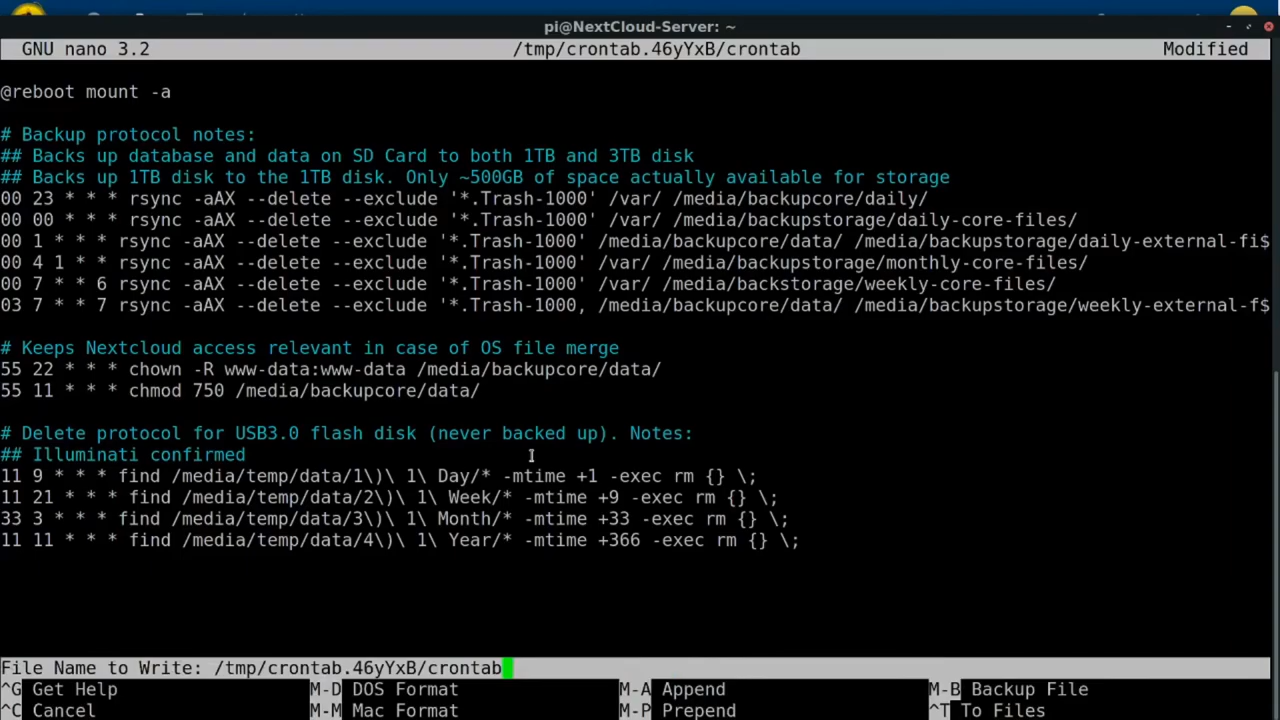 pi@NextCloud-Server: ~
GNU nano 3.2 /tmp/crontab.46yYxB/crontab Modified
@reboot mount -a
# Backup protocol notes:
## Backs up database and data on SD Card to both 1TB and 3TB disk
## Backs up 1TB disk to the 1TB disk. Only ~500GB of space actually available for storage
00 23 * * * rsync -aAX --delete --exclude '*.Trash-1000' /var/ /media/backupcore/daily/
00 00 * * * rsync -aAX --delete --exclude '*.Trash-1000' /var/ /media/backupstorage/daily-core-files/
00 1 * * * rsync -aAX --delete --exclude '*.Trash-1000' /media/backupcore/data/ /media/backupstorage/daily-external-fi$
00 4 1 * * rsync -aAX --delete --exclude '*.Trash-1000' /var/ /media/backupstorage/monthly-core-files/
00 7 * * 6 rsync -aAX --delete --exclude '*.Trash-1000' /var/ /media/backstorage/weekly-core-files/
03 7 * * 7 rsync -aAX --delete --exclude '*.Trash-1000, /media/backupcore/data/ /media/backupstorage/weekly-external-f$
# Keeps Nextcloud access relevant in case of OS file merge
55 22 * * * chown -R www-data:www-data /media/backupcore/data/
55 11 * * * chmod 750 /media/backupcore/data/
# Delete protocol for USB3.0 flash disk (never backed up). Notes:
## Illuminati confirmed
11 9 * * * find /media/temp/data/1\)\ 1\ Day/* -mtime +1 -exec rm {} \;
11 21 * * * find /media/temp/data/2\)\ 1\ Week/* -mtime +9 -exec rm {} \;
33 3 * * * find /media/temp/data/3\)\ 1\ Month/* -mtime +33 -exec rm {} \;
11 11 * * * find /media/temp/data/4\)\ 1\ Year/* -mtime +366 -exec rm {} \;
File Name to Write: /tmp/crontab.46yYxB/crontab
^G Get Help M-D DOS Format M-A Append M-B Backup File
^C Cancel M-M Mac Format M-P Prepend ^T To Files